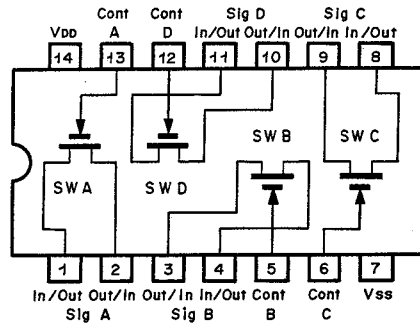 Cont Cont Sig D Sig C
VDD A D In/Out Out/In Out/In In/Out
14 13 12 11 10 9 8
SW B SW C
SW A SW D
1 2 3 4 5 6 7
In/Out Out/In Out/In In/Out Cont Cont Vss
Sig A Sig B B C